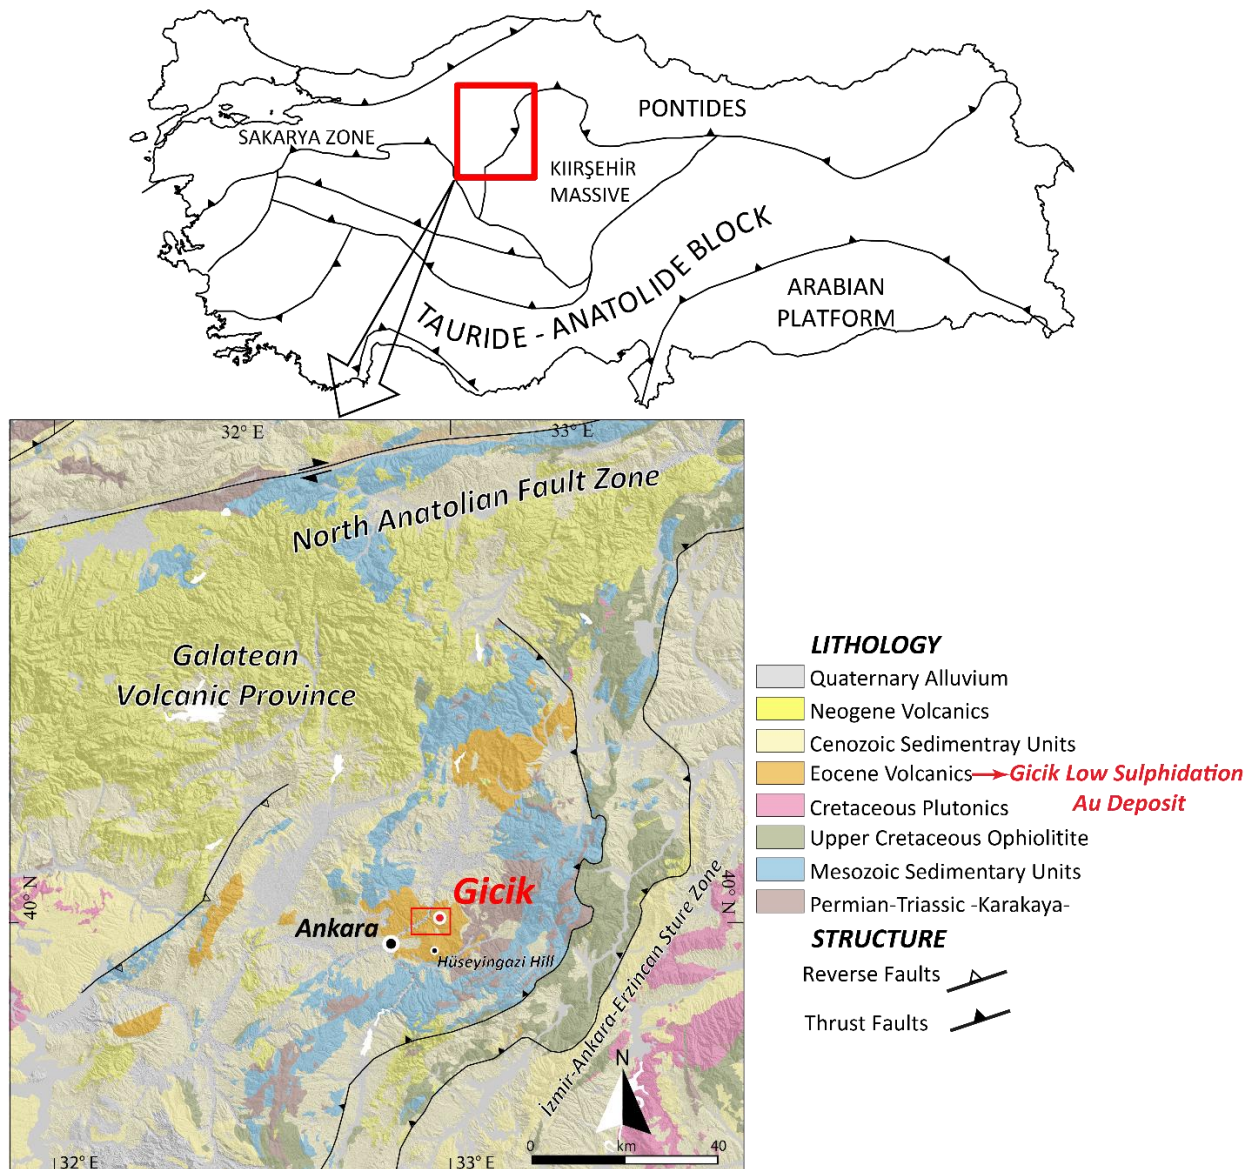 PONTIDES
SAKARYA ZONE
KIIRŞEHİR
MASSIVE
TAURIDE - ANATOLIDE BLOCK
ARABIAN
PLATFORM
32° E
33° E
North Anatolian Fault Zone
Galatean
Volcanic Province
40° N
40° N
Gicik
Ankara
Hüseyingazi Hill
İzmir-Ankara-Erzincan Sture Zone
N
0 km 40
32° E
33° E
LITHOLOGY
Quaternary Alluvium
Neogene Volcanics
Cenozoic Sedimentray Units
Eocene Volcanics Gicik Low Sulphidation
Au Deposit
Cretaceous Plutonics
Upper Cretaceous Ophiolitite
Mesozoic Sedimentary Units
Permian-Triassic -Karakaya-
STRUCTURE
Reverse Faults
Thrust Faults